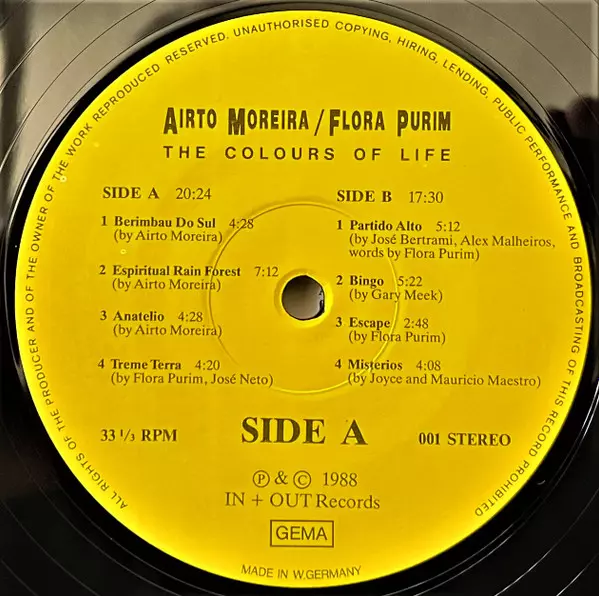 ALL RIGHTS OF THE PRODUCER AND OF THE OWNER OF THE WORK REPRODUCED RESERVED. UNAUTHORISED COPYING, HIRING, LENDING, PUBLIC PERFORMANCE AND BROADCASTING OF THIS RECORD PROHIBITED
AIRTO MOREIRA / FLORA PURIM
THE COLOURS OF LIFE
SIDE A 20:24
1 Berimbau Do Sul 4:28
(by Airto Moreira)
2 Espiritual Rain Forest 7:12
(by Airto Moreira)
3 Anatelio 4:28
(by Airto Moreira)
4 Treme Terra 4:20
(by Flora Purim, José Neto)
SIDE B 17:30
1 Partido Alto 5:12
(by José Bertrami, Alex Malheiros,
words by Flora Purim)
2 Bingo 5:22
(by Gary Meek)
3 Escape 2:48
(by Flora Purim)
4 Misterios 4:08
(by Joyce and Mauricio Maestro)
33 1/3 RPM
SIDE A
001 STEREO
Ⓟ & © 1988
IN + OUT Records
GEMA
MADE IN W.GERMANY